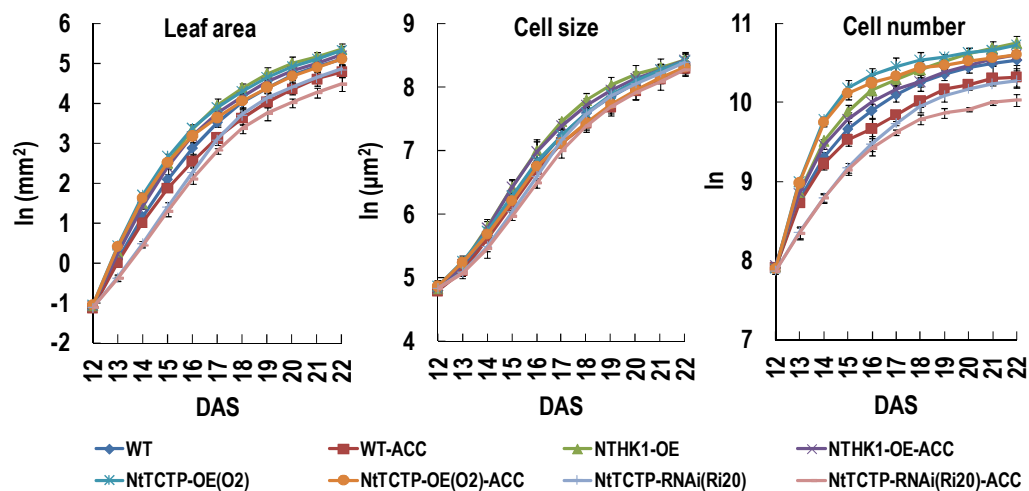 Leaf area
Cell size
Cell number
ln (mm²)
6
5
4
3
2
1
0
-1
-2
12 13 14 15 16 17 18 19 20 21 22
DAS
ln (μm²)
9
8
7
6
5
4
12 13 14 15 16 17 18 19 20 21 22
DAS
ln
11
10
9
8
7
12 13 14 15 16 17 18 19 20 21 22
DAS
WT
WT-ACC
NTHK1-OE
NTHK1-OE-ACC
NtTCTP-OE(O2)
NtTCTP-OE(O2)-ACC
NtTCTP-RNAi(Ri20)
NtTCTP-RNAi(Ri20)-ACC